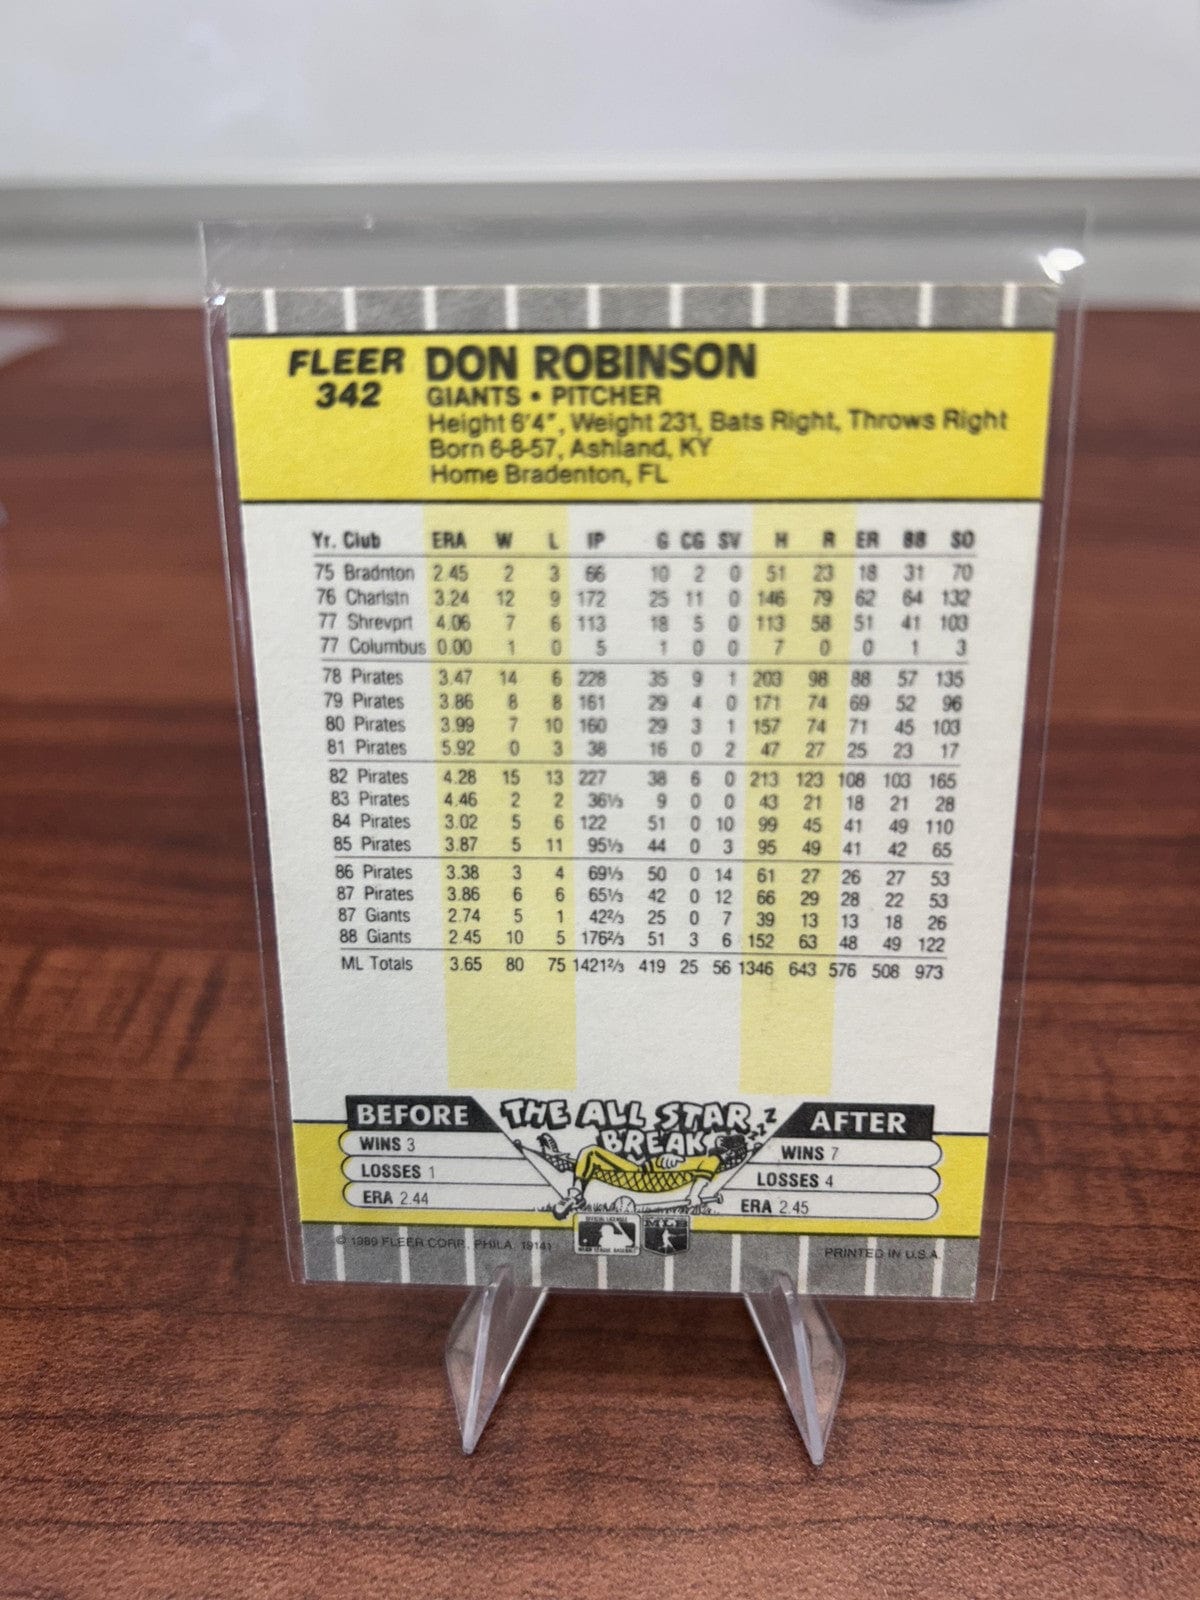 FLEER DON ROBINSON
342 GIANTS • PITCHER
Height 6'4", Weight 231, Bats Right, Throws Right
Born 6-8-57, Ashland, KY
Home Bradenton, FL
Yr. Club ERA W L IP G CG SV H R ER BB SO
75 Bradnton 2.45 2 3 66 10 2 0 51 23 18 31 70
76 Charlstn 3.24 12 9 172 25 11 0 146 79 62 64 132
77 Shrevprt 4.06 7 6 113 18 5 0 113 58 51 41 103
77 Columbus 0.00 1 0 5 1 0 0 7 0 0 1 3
78 Pirates 3.47 14 6 228 35 9 1 203 98 88 57 135
79 Pirates 3.86 8 8 161 29 4 0 171 74 69 52 96
80 Pirates 3.99 7 10 160 29 3 1 157 74 71 45 103
81 Pirates 5.92 0 3 38 16 0 2 47 27 25 23 17
82 Pirates 4.28 15 13 227 38 6 0 213 123 108 103 165
83 Pirates 4.46 2 2 36⅓ 9 0 0 43 21 18 21 28
84 Pirates 3.02 5 6 122 51 0 10 99 45 41 49 110
85 Pirates 3.87 5 11 95⅓ 44 0 3 95 49 41 42 65
86 Pirates 3.38 3 4 69⅓ 50 0 14 61 27 26 27 53
87 Pirates 3.86 6 6 65⅓ 42 0 12 66 29 28 22 53
87 Giants 2.74 5 1 42⅔ 25 0 7 39 13 13 18 26
88 Giants 2.45 10 5 176⅔ 51 3 6 152 63 48 49 122
ML Totals 3.65 80 75 1421⅔ 419 25 56 1346 643 576 508 973
BEFORE THE ALL STAR BREAK AFTER
zzzz
WINS 3 WINS 7
LOSSES 1 LOSSES 4
ERA 2.44 ERA 2.45
OFFICIAL LICENSEE
MAJOR LEAGUE BASEBALL
MLB
© 1989 FLEER CORP., PHILA. 19141 PRINTED IN U.S.A.